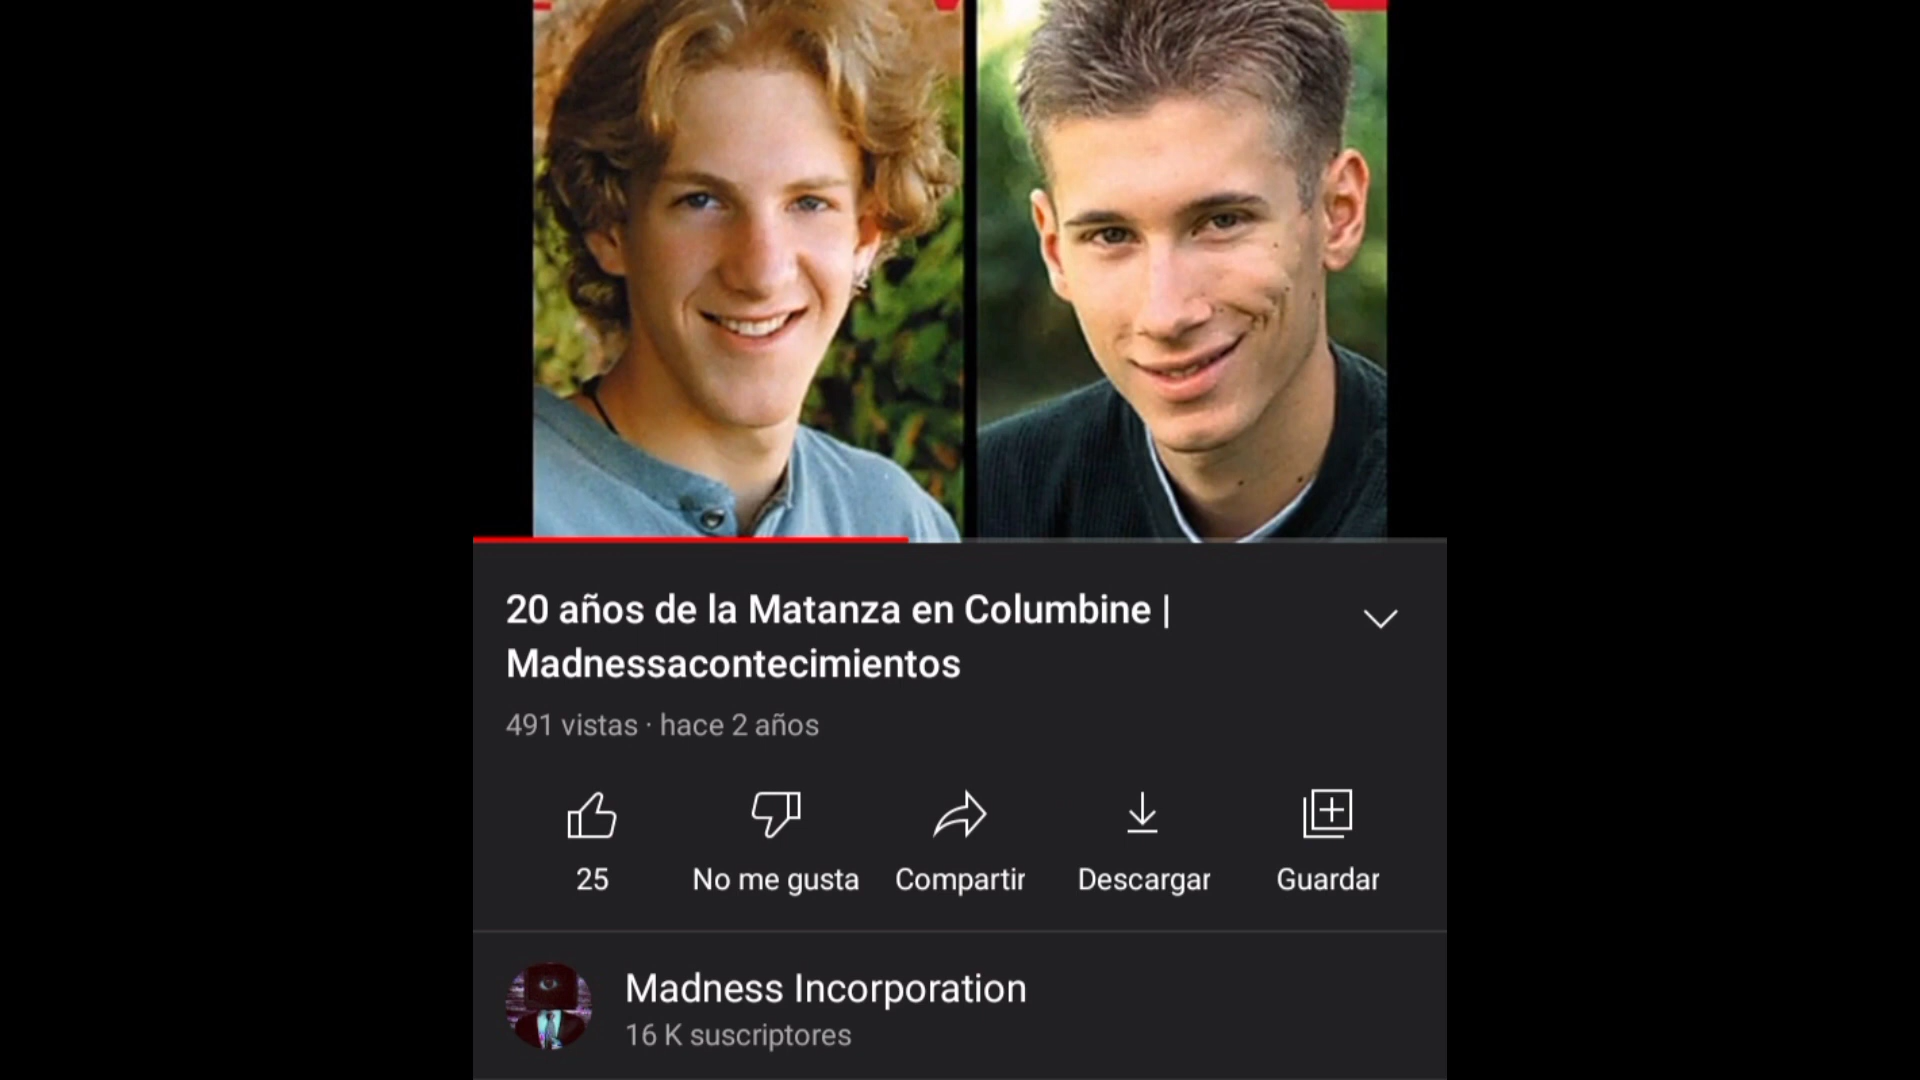 20 años de la Matanza en Columbine |
Madnessacontecimientos
491 vistas · hace 2 años
25
No me gusta
Compartir
Descargar
Guardar
Madness Incorporation
16 K suscriptores